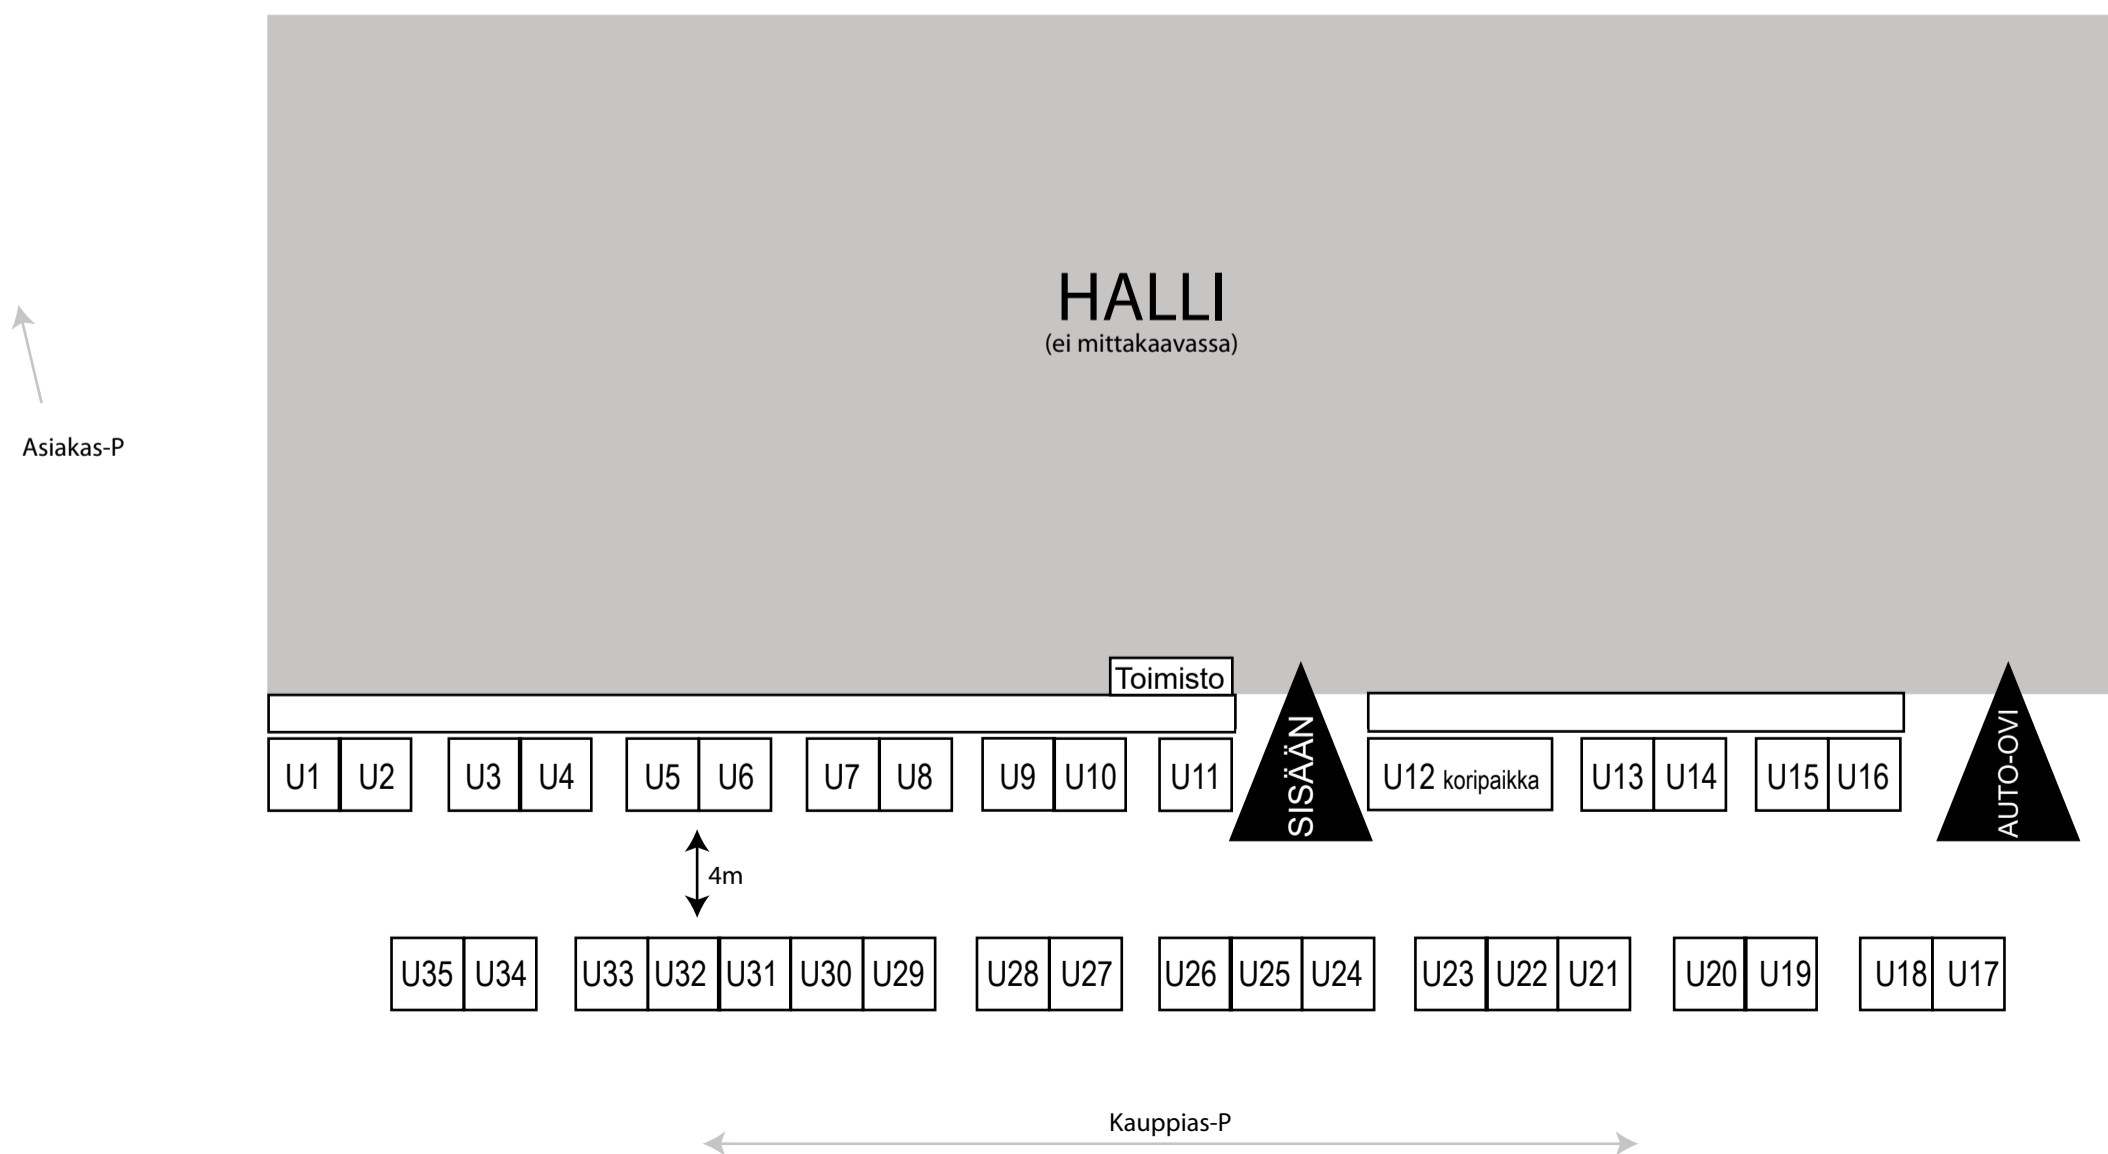 HALLI
(ei mittakaavassa)
Asiakas-P
Toimisto
SISÄÄN
AUTO-OVI
U1 U2 U3 U4 U5 U6 U7 U8 U9 U10 U11 U12 koripaikka U13 U14 U15 U16
4m
U35 U34 U33 U32 U31 U30 U29 U28 U27 U26 U25 U24 U23 U22 U21 U20 U19 U18 U17
Kauppias-P